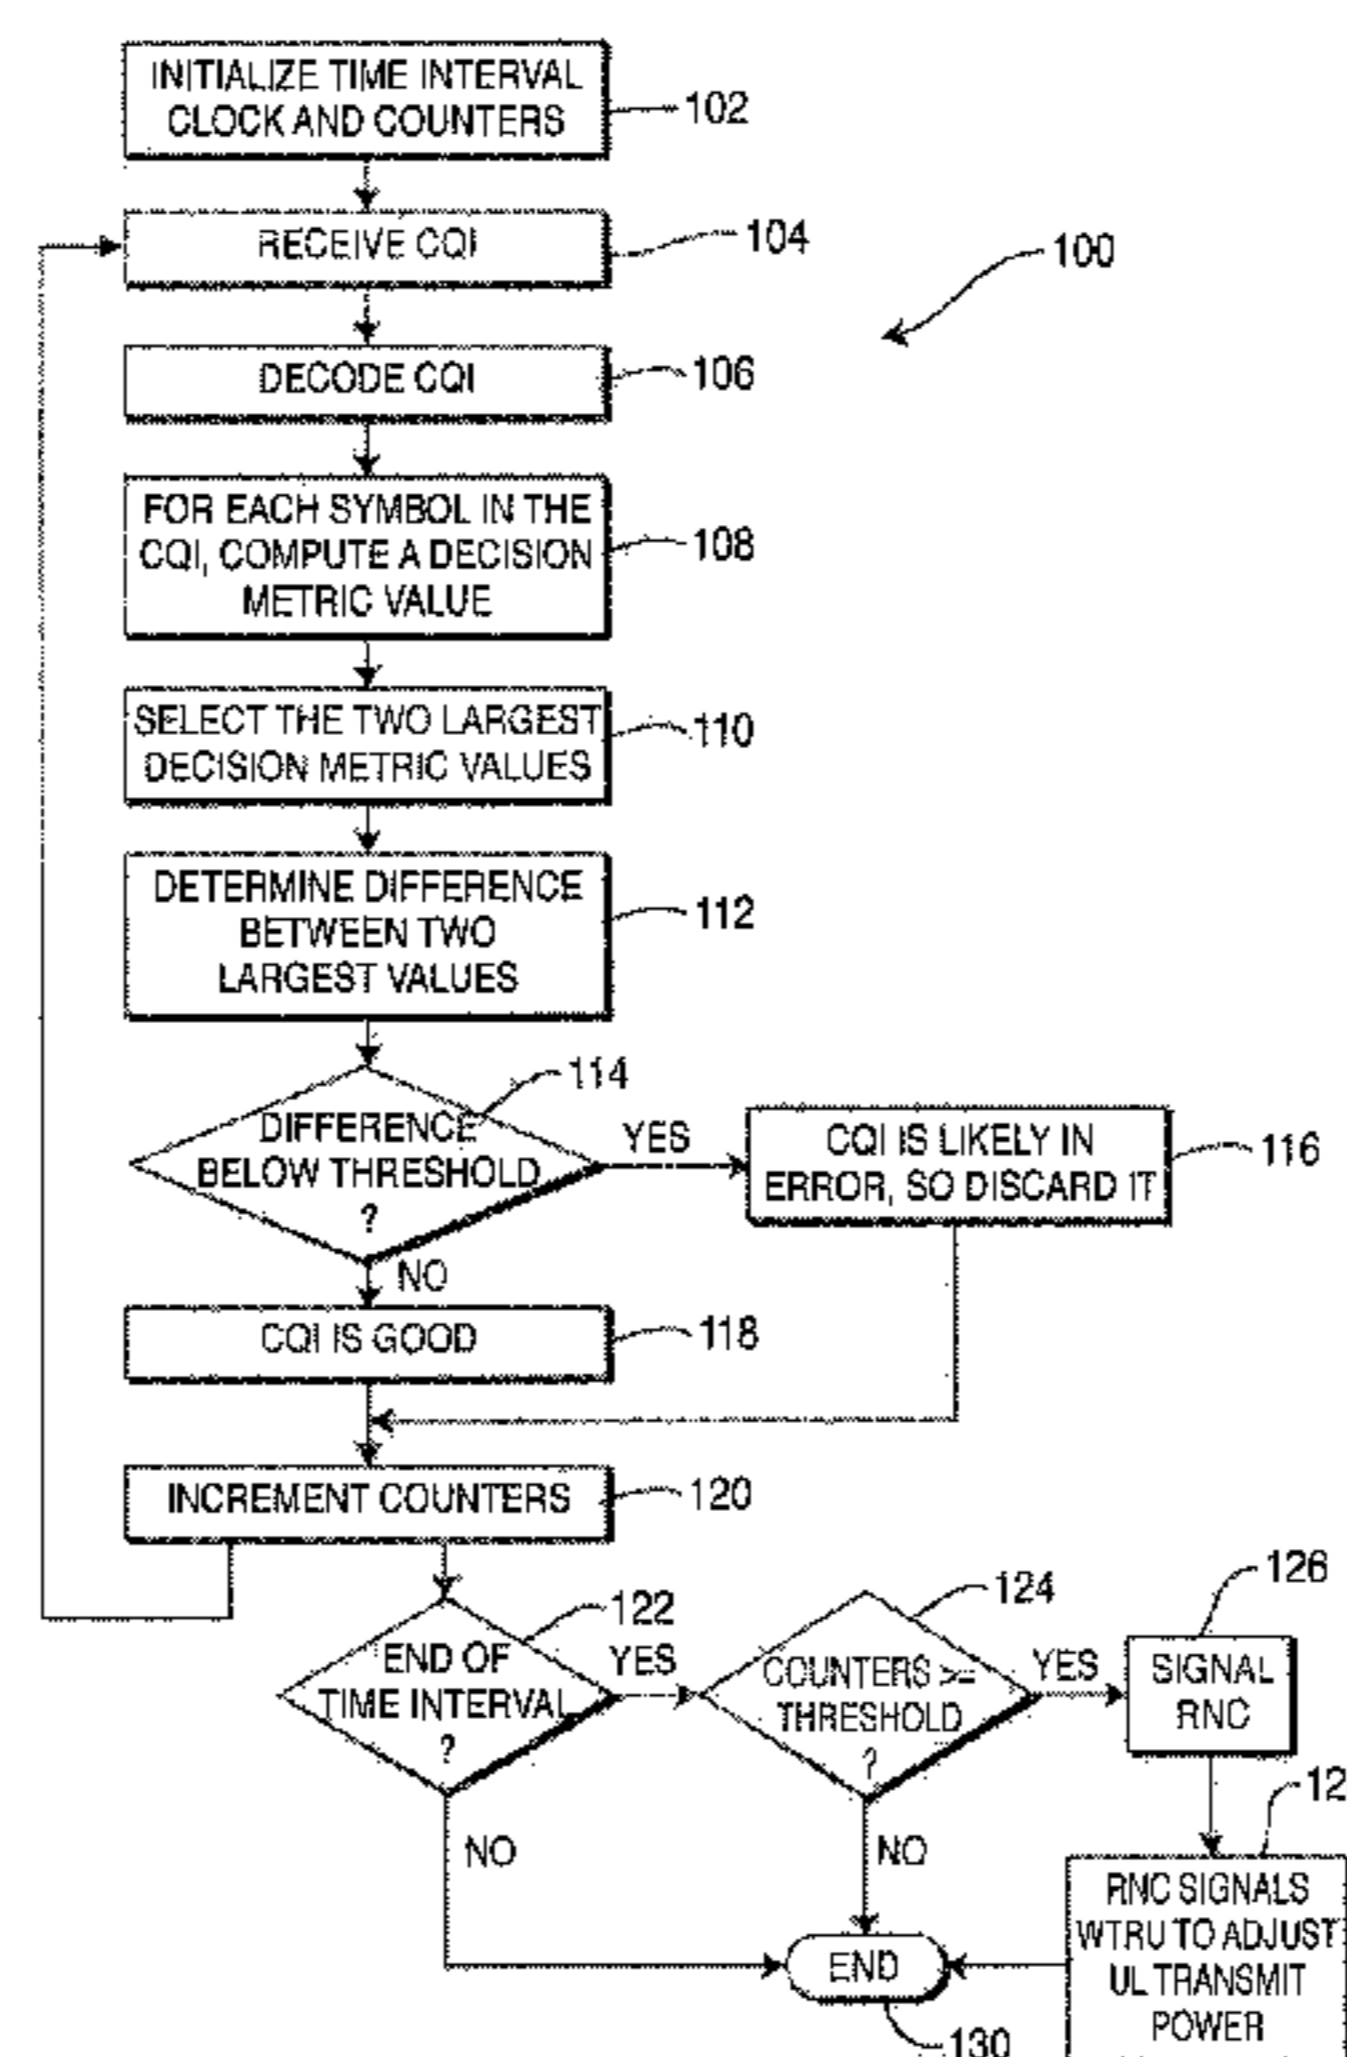 INITIALIZE TIME INTERVAL
CLOCK AND COUNTERS
102
RECEIVE CQI
104
100
DECODE CQI
106
FOR EACH SYMBOL IN THE
CQI, COMPUTE A DECISION
METRIC VALUE
108
SELECT THE TWO LARGEST
DECISION METRIC VALUES
110
DETERMINE DIFFERENCE
BETWEEN TWO
LARGEST VALUES
112
114
DIFFERENCE
BELOW THRESHOLD
?
YES
CQI IS LIKELY IN
ERROR, SO DISCARD IT
116
NO
CQI IS GOOD
118
INCREMENT COUNTERS
120
122
END OF
TIME INTERVAL
?
YES
NO
124
COUNTERS >=
THRESHOLD
?
YES
NO
126
SIGNAL
RNC
12
RNC SIGNALS
WTRU TO ADJUST
UL TRANSMIT
POWER
END
130